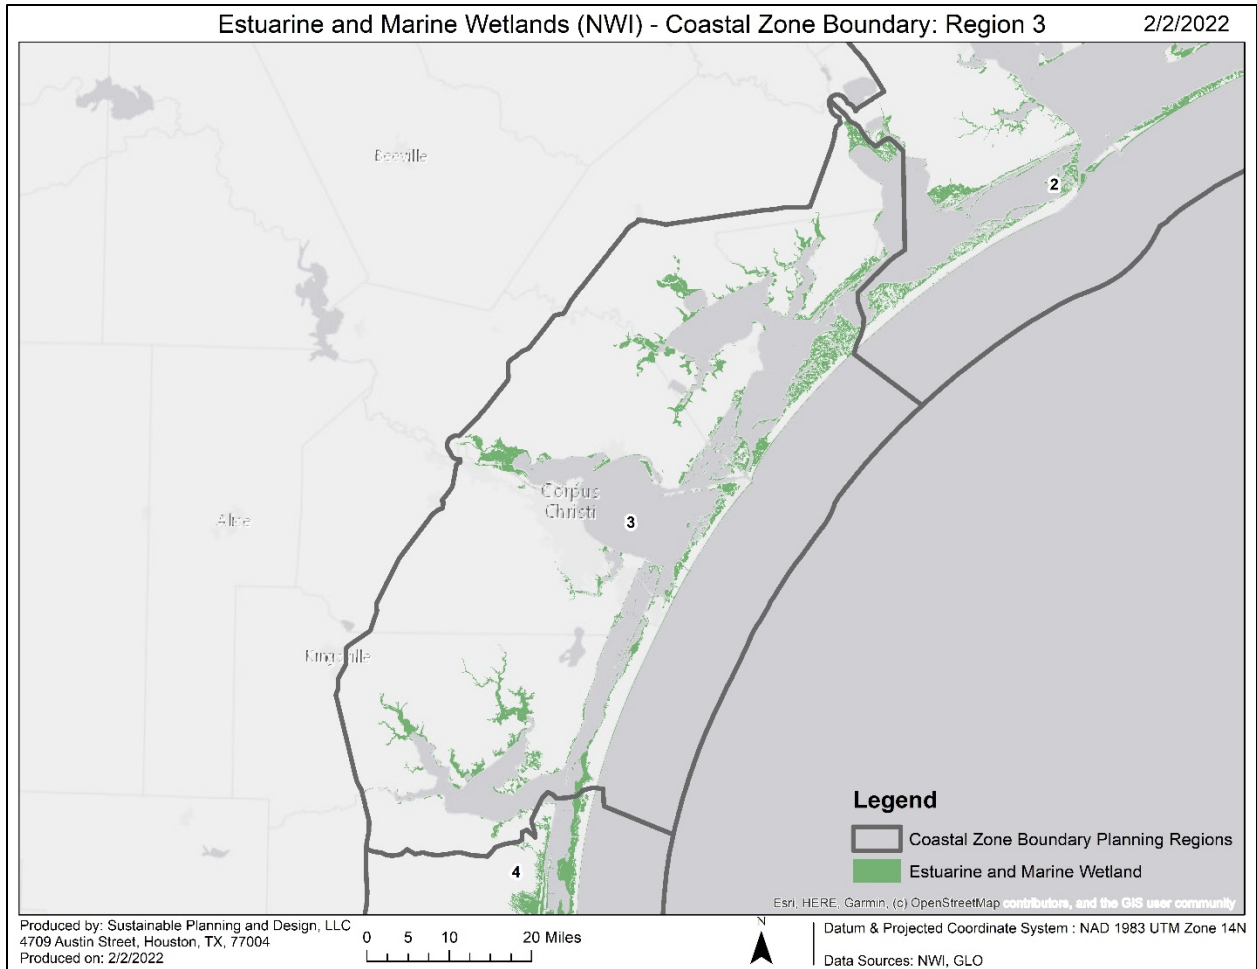 Estuarine and Marine Wetlands (NWI) - Coastal Zone Boundary: Region 3
2/2/2022
Beeville
2
Corpus
Christi
3
Alice
Kingsville
4
Legend
Coastal Zone Boundary Planning Regions
Estuarine and Marine Wetland
Esri, HERE, Garmin, (c) OpenStreetMap contributors, and the GIS user community
Produced by: Sustainable Planning and Design, LLC
4709 Austin Street, Houston, TX, 77004
Produced on: 2/2/2022
0 5 10 20 Miles
N
Datum & Projected Coordinate System : NAD 1983 UTM Zone 14N
Data Sources: NWI, GLO